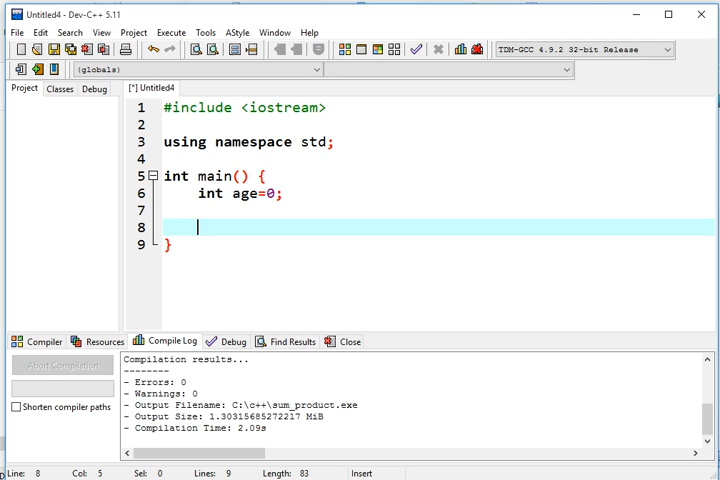 Untitled4 - Dev-C++ 5.11
File Edit Search View Project Execute Tools AStyle Window Help
TDM-GCC 4.9.2 32-bit Release
(globals)
Project Classes Debug
[*] Untitled4
1 #include <iostream>
2
3 using namespace std;
4
5 int main() {
6 int age=0;
7
8
9 }
Compiler Resources Compile Log Debug Find Results Close
Abort Compilation
Shorten compiler paths
Compilation results...
--------
- Errors: 0
- Warnings: 0
- Output Filename: C:\c++\sum_product.exe
- Output Size: 1.30315685272217 MiB
- Compilation Time: 2.09s
Line: 8 Col: 5 Sel: 0 Lines: 9 Length: 83 Insert